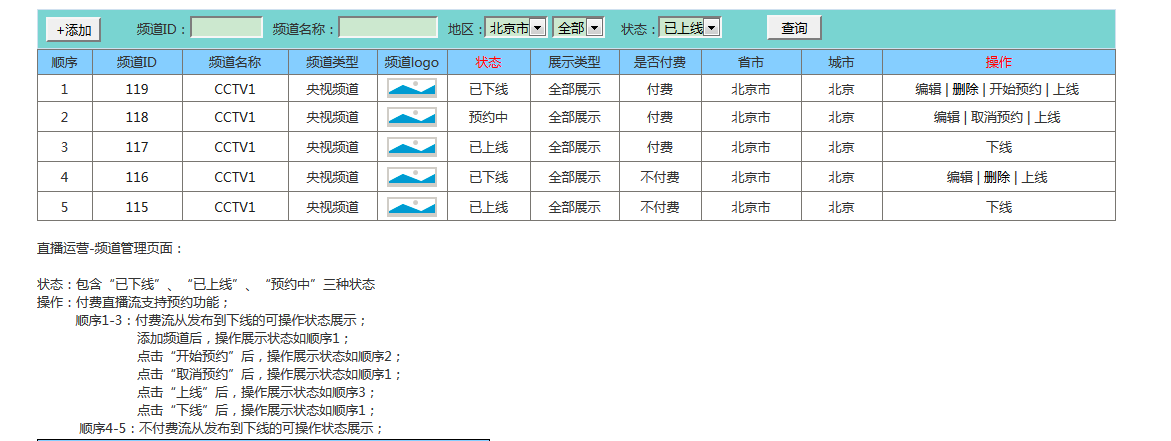 +添加 频道ID： 频道名称： 地区：北京市 全部 状态：已上线 查询
顺序 频道ID 频道名称 频道类型 频道logo 状态 展示类型 是否付费 省市 城市 操作
1 119 CCTV1 央视频道 已下线 全部展示 付费 北京市 北京 编辑 | 删除 | 开始预约 | 上线
2 118 CCTV1 央视频道 预约中 全部展示 付费 北京市 北京 编辑 | 取消预约 | 上线
3 117 CCTV1 央视频道 已上线 全部展示 付费 北京市 北京 下线
4 116 CCTV1 央视频道 已下线 全部展示 不付费 北京市 北京 编辑 | 删除 | 上线
5 115 CCTV1 央视频道 已上线 全部展示 不付费 北京市 北京 下线
直播运营-频道管理页面：
状态：包含“已下线”、“已上线”、“预约中”三种状态
操作：付费直播流支持预约功能；
顺序1-3：付费流从发布到下线的可操作状态展示；
添加频道后，操作展示状态如顺序1；
点击“开始预约”后，操作展示状态如顺序2；
点击“取消预约”后，操作展示状态如顺序1；
点击“上线”后，操作展示状态如顺序3；
点击“下线”后，操作展示状态如顺序1；
顺序4-5：不付费流从发布到下线的可操作状态展示；